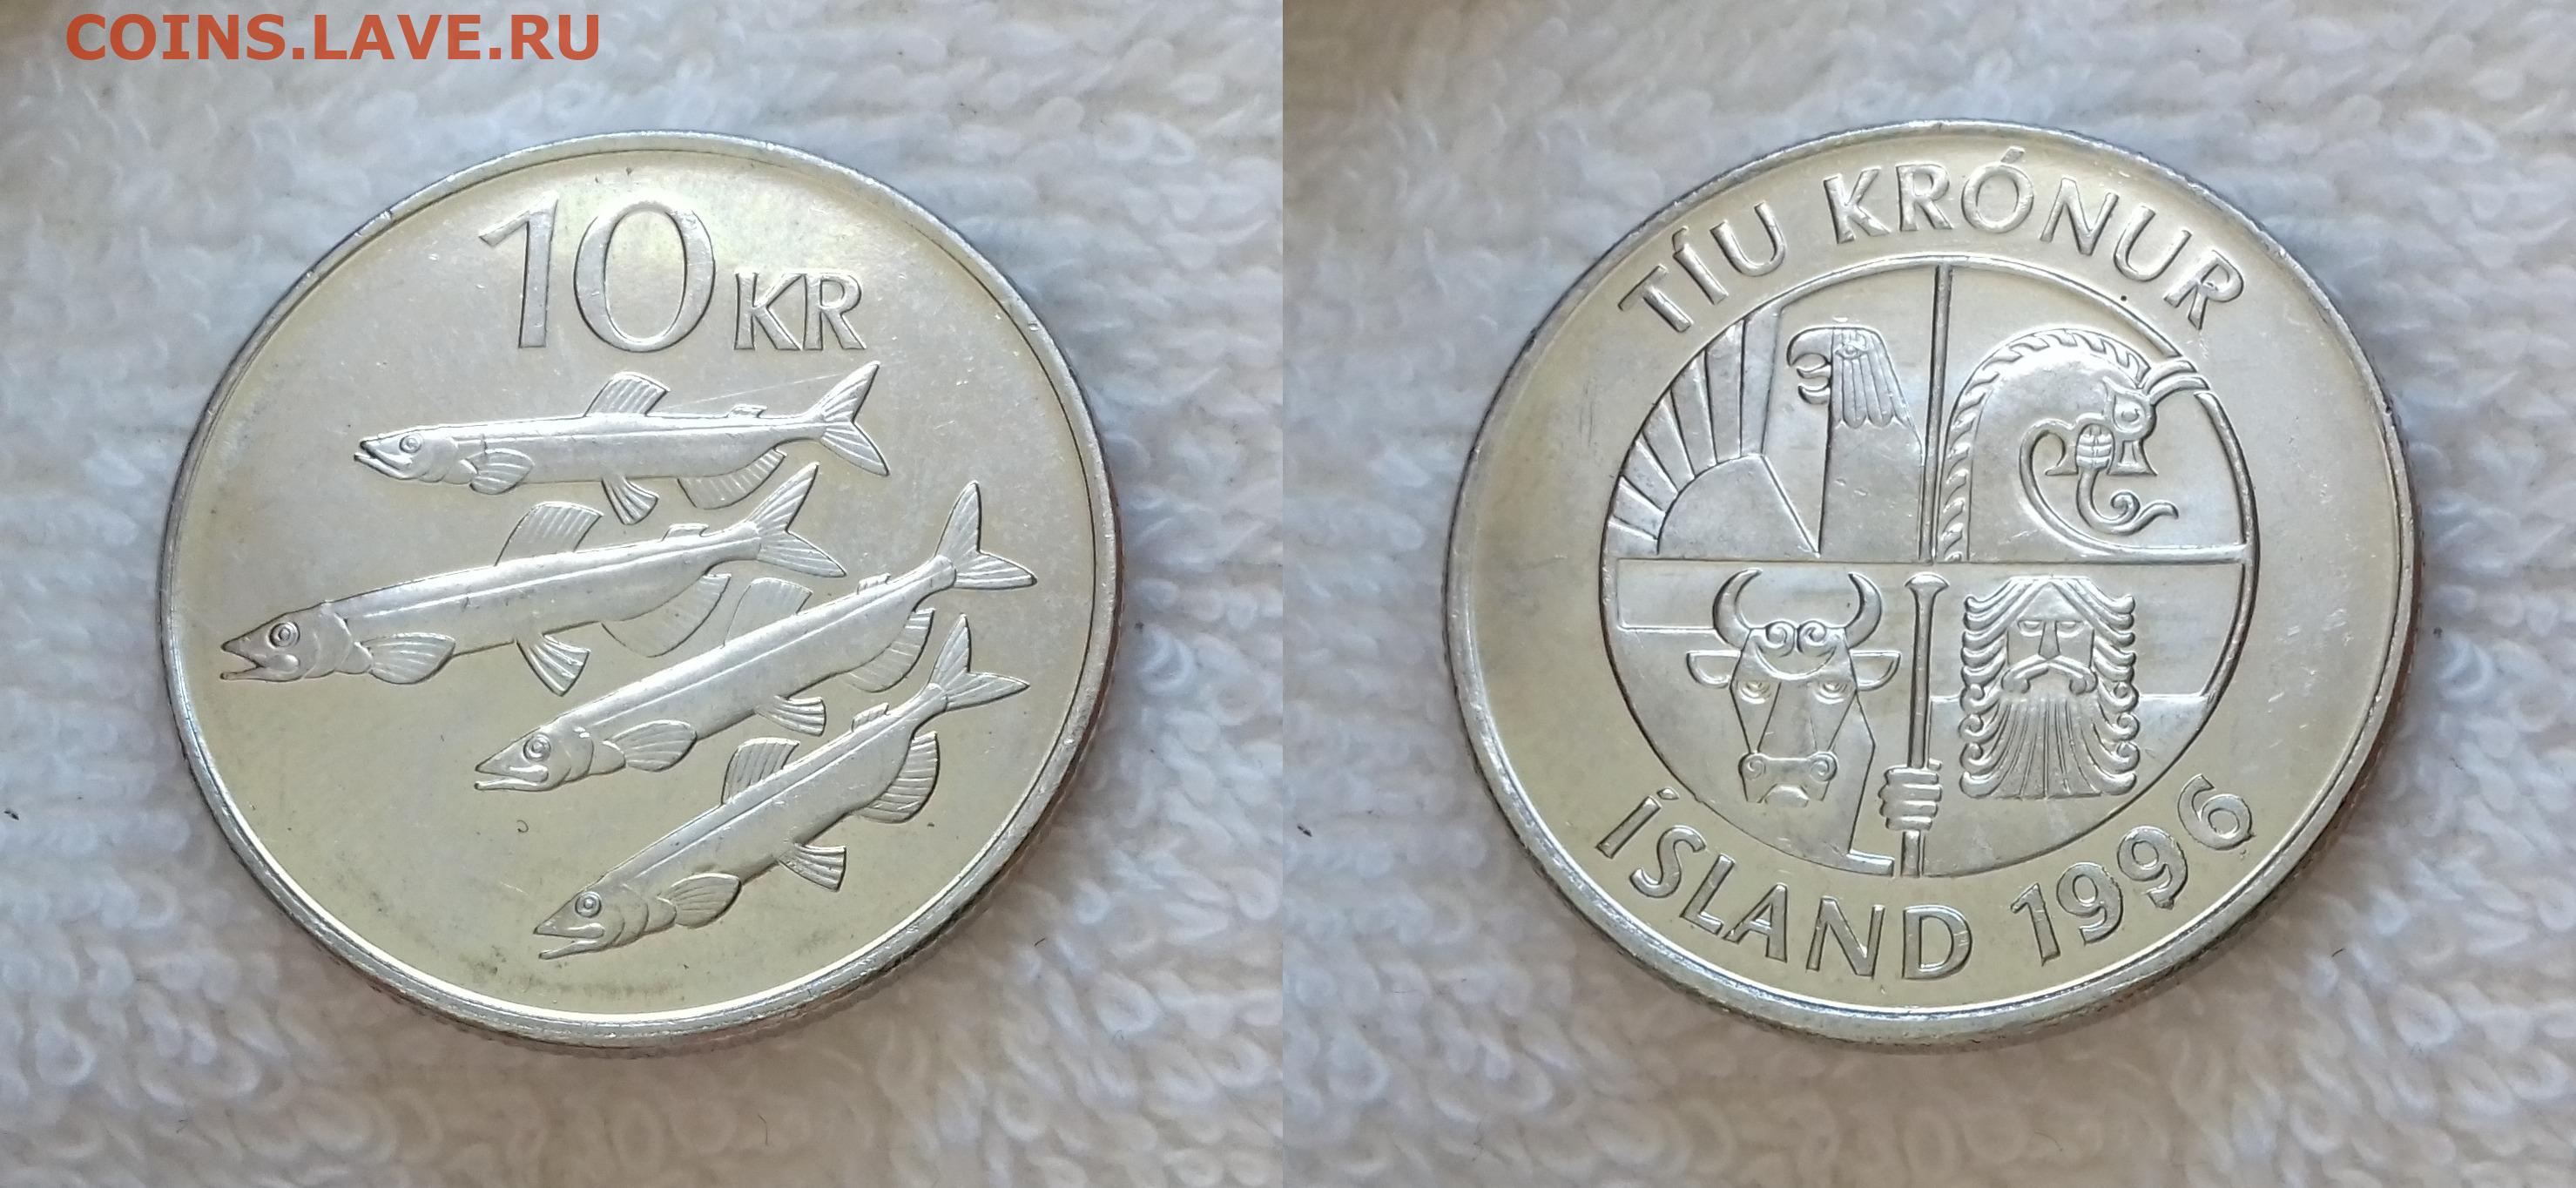 COINS.LAVE.RU
10 KR
TÍU KRÓNUR
ÍSLAND 1996